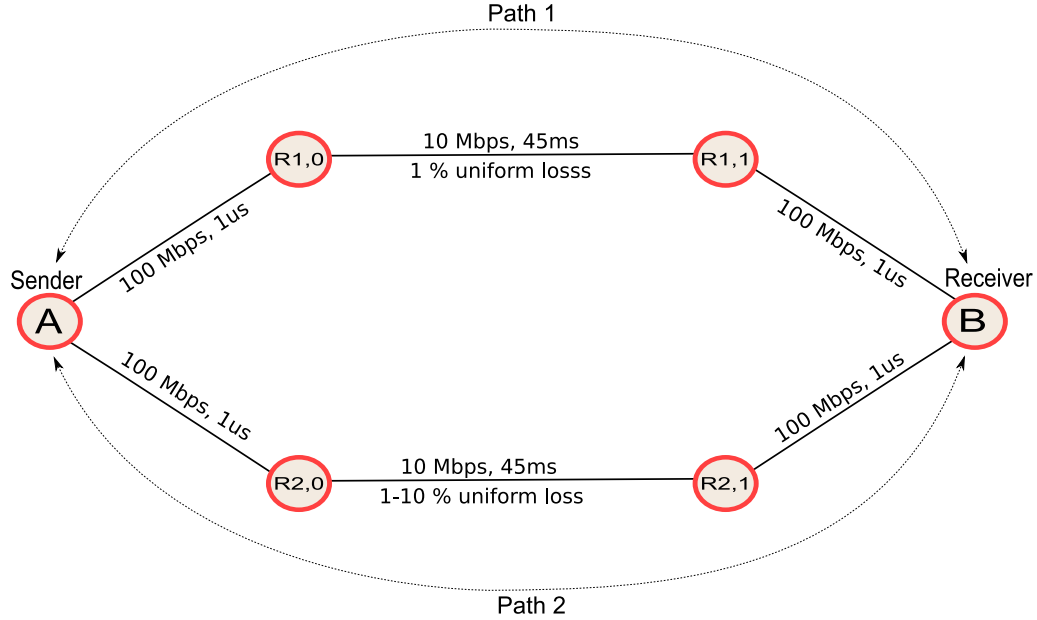 Path 1
10 Mbps, 45ms
R1,0
R1,1
1 % uniform losss
100 Mbps, 1us
100 Mbps, 1us
Sender
Receiver
A
B
100 Mbps, 1us
100 Mbps, 1us
10 Mbps, 45ms
R2,0
R2,1
1-10 % uniform loss
Path 2